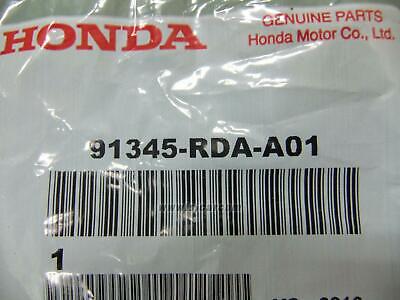 HONDA
GENUINE PARTS
Honda Motor Co., Ltd.
91345-RDA-A01
1